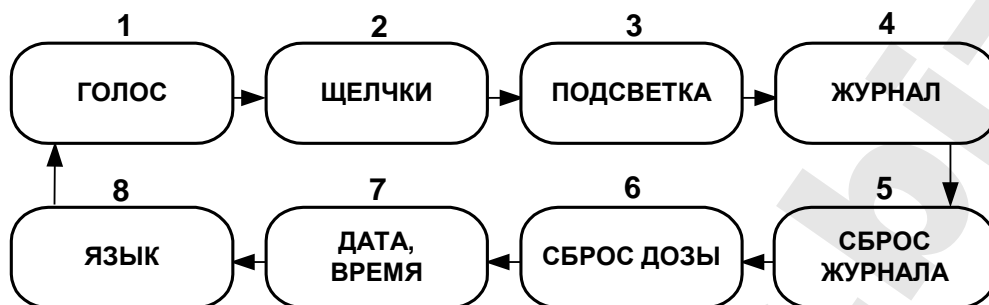 1 2 3 4
ГОЛОС ЩЕЛЧКИ ПОДСВЕТКА ЖУРНАЛ
8 7 6 5
ЯЗЫК ДАТА, ВРЕМЯ СБРОС ДОЗЫ СБРОС ЖУРНАЛА